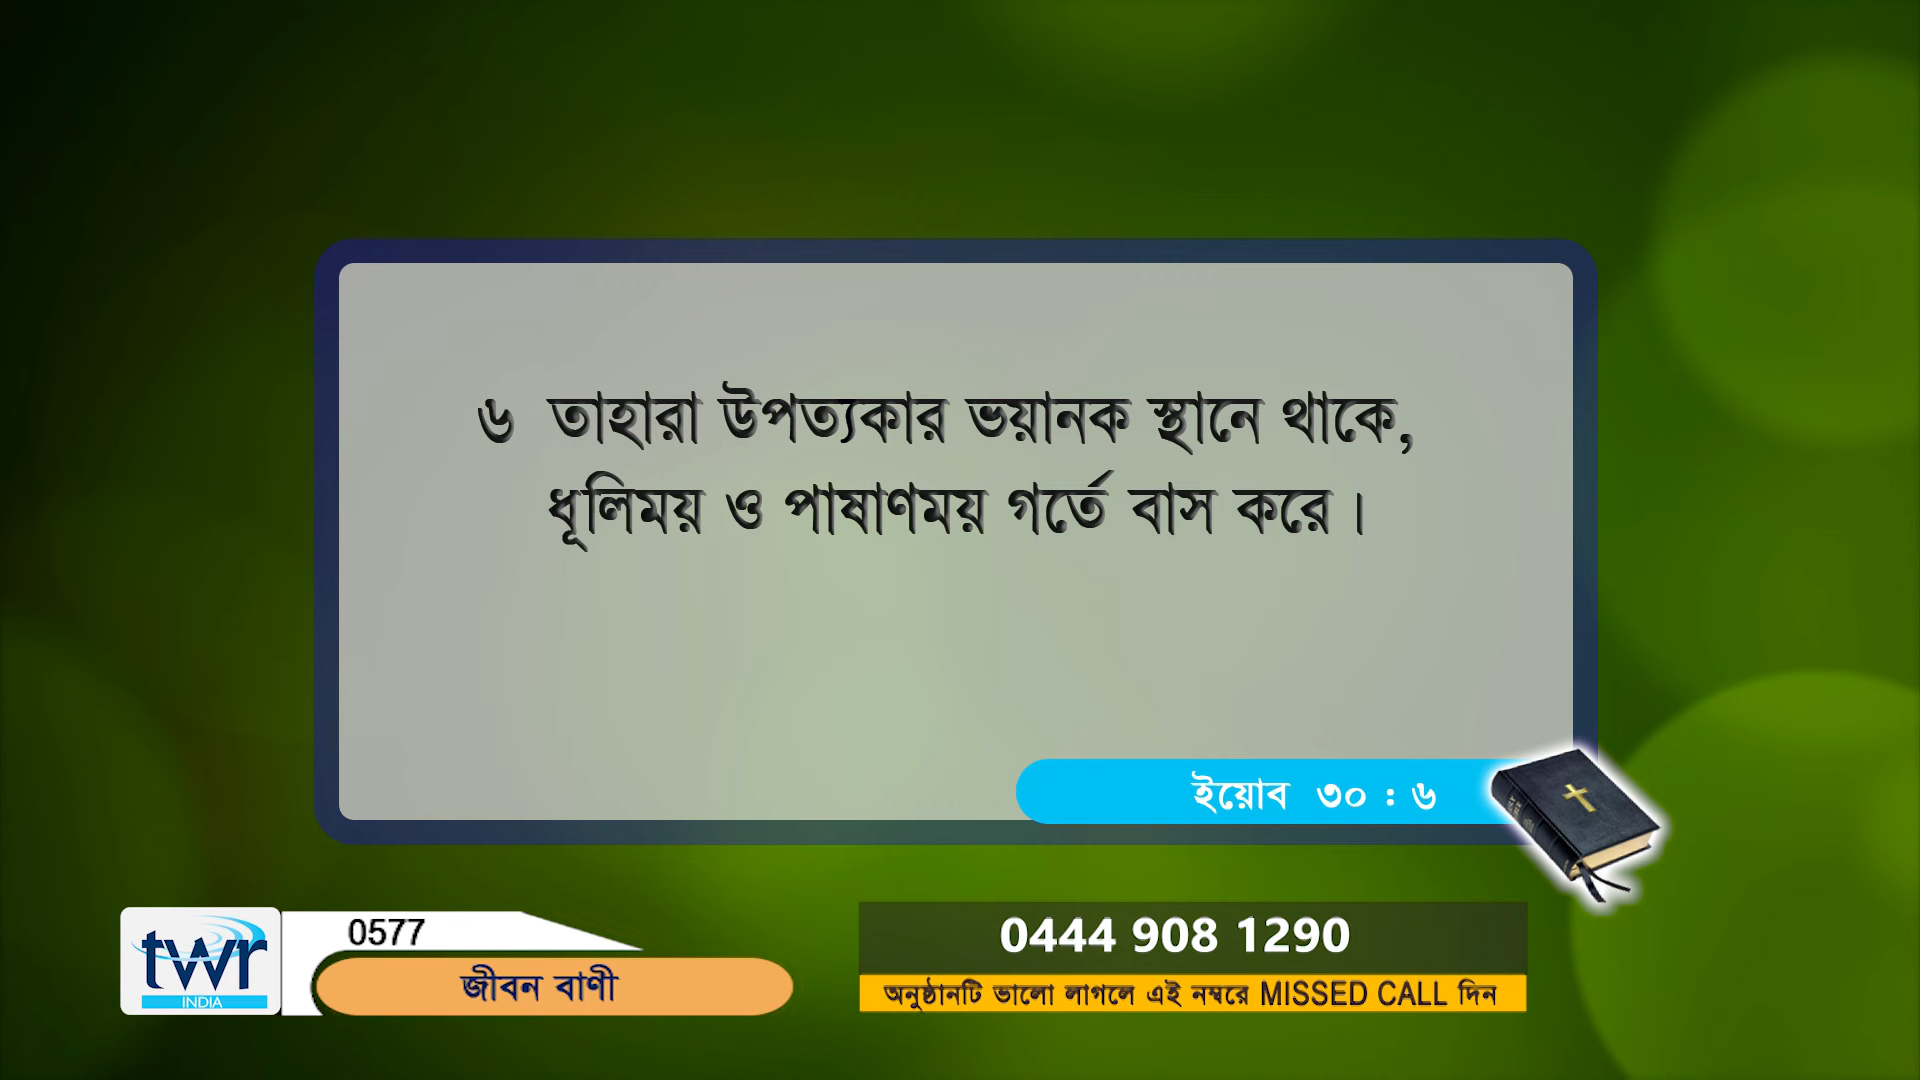 ৬ তাহারা উপত্যকার ভয়ানক স্থানে থাকে,
ধূলিময় ও পাষাণময় গর্তে বাস করে।
ইয়োব ৩০ : ৬
twr
INDIA
0577
জীবন বাণী
0444 908 1290
অনুষ্ঠানটি ভালো লাগলে এই নম্বরে MISSED CALL দিন